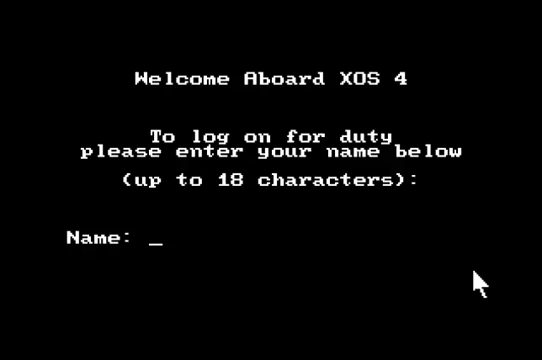 Welcome Aboard XOS 4
To log on for duty
please enter your name below
(up to 18 characters):
Name: _